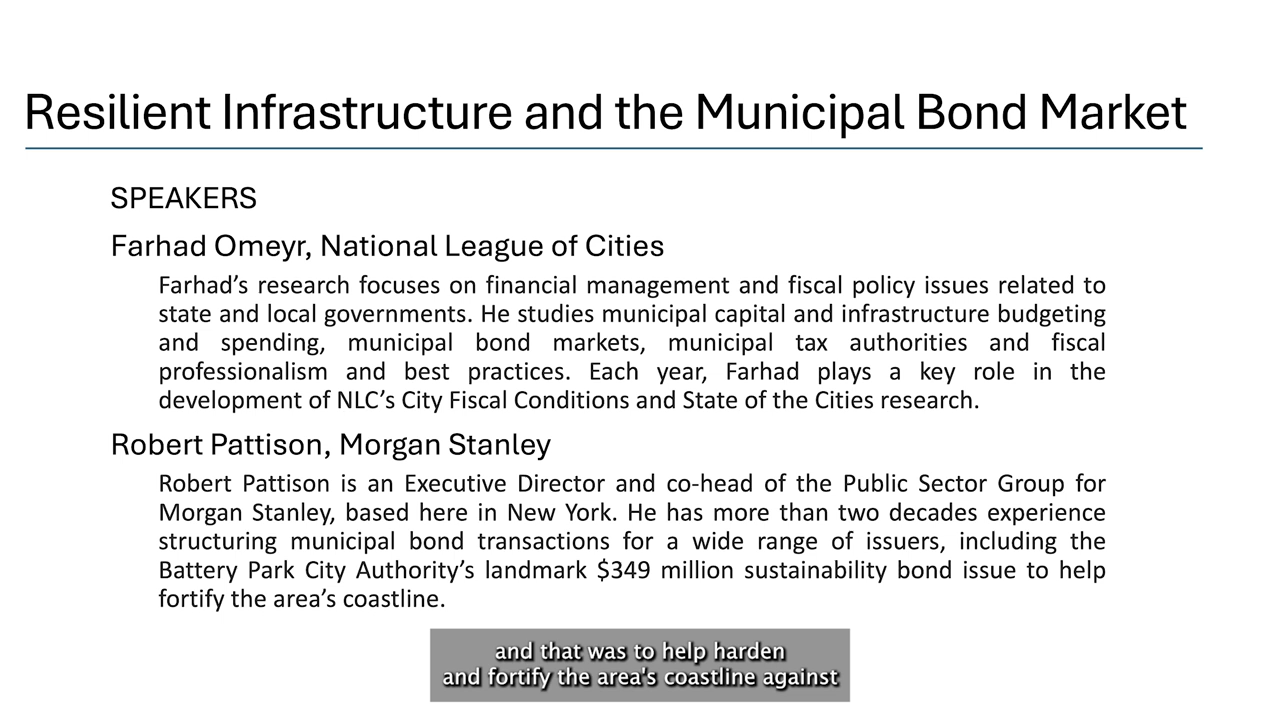 Resilient Infrastructure and the Municipal Bond Market
SPEAKERS
Farhad Omeyr, National League of Cities
Farhad’s research focuses on financial management and fiscal policy issues related to
state and local governments. He studies municipal capital and infrastructure budgeting
and spending, municipal bond markets, municipal tax authorities and fiscal
professionalism and best practices. Each year, Farhad plays a key role in the
development of NLC’s City Fiscal Conditions and State of the Cities research.
Robert Pattison, Morgan Stanley
Robert Pattison is an Executive Director and co-head of the Public Sector Group for
Morgan Stanley, based here in New York. He has more than two decades experience
structuring municipal bond transactions for a wide range of issuers, including the
Battery Park City Authority’s landmark $349 million sustainability bond issue to help
fortify the area’s coastline.
and that was to help harden
and fortify the area's coastline against